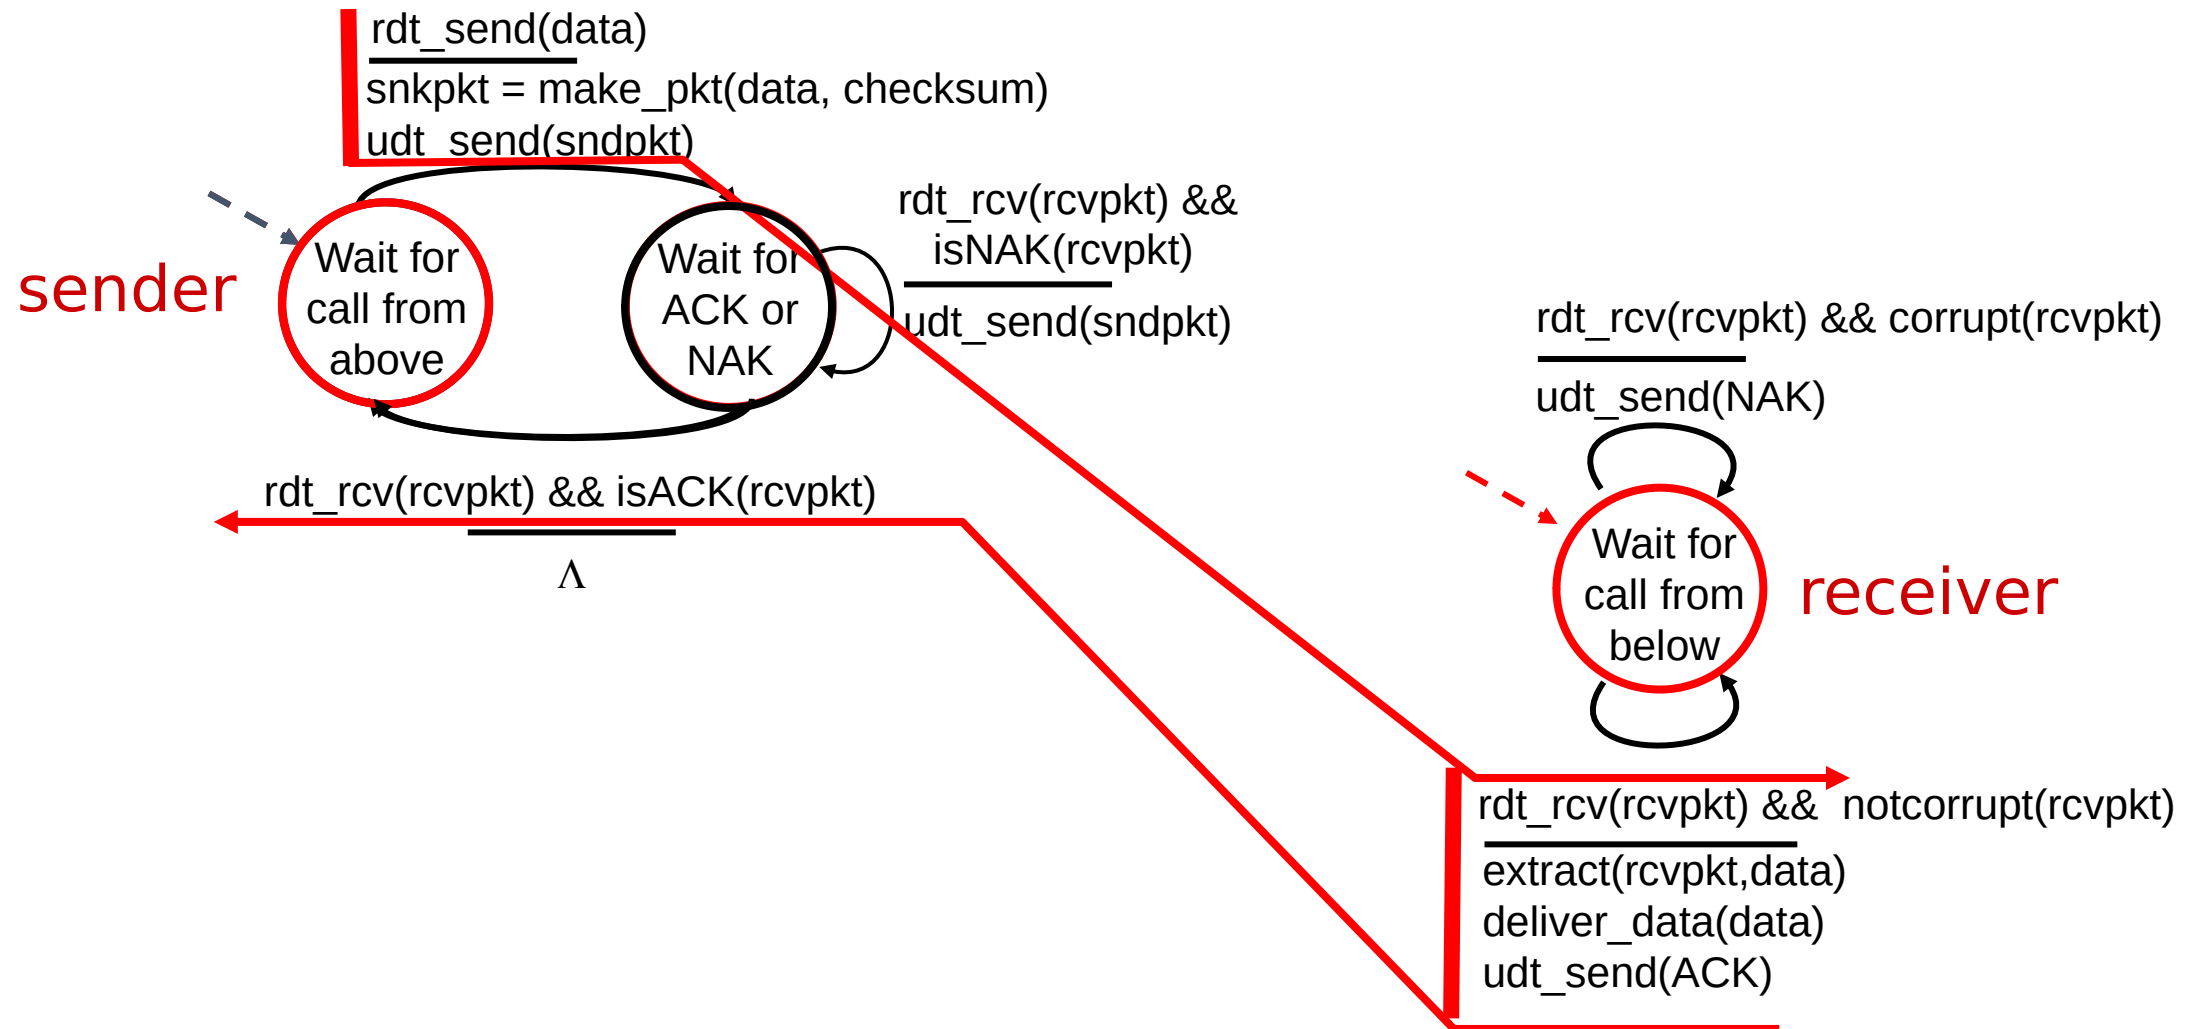 rdt_send(data)
snkpkt = make_pkt(data, checksum)
udt_send(sndpkt)
sender
Wait for
call from
above
Wait for
ACK or
NAK
rdt_rcv(rcvpkt) &&
isNAK(rcvpkt)
udt_send(sndpkt)
rdt_rcv(rcvpkt) && isACK(rcvpkt)
Λ
rdt_rcv(rcvpkt) && corrupt(rcvpkt)
udt_send(NAK)
Wait for
call from
below
receiver
rdt_rcv(rcvpkt) && notcorrupt(rcvpkt)
extract(rcvpkt,data)
deliver_data(data)
udt_send(ACK)